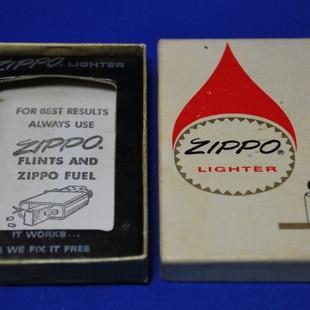 ZIPPO LIGHTER
FOR BEST RESULTS
ALWAYS USE
ZIPPO®
FLINTS AND
ZIPPO FUEL
IT WORKS...
WE FIX IT FREE
ZIPPO®
LIGHTER